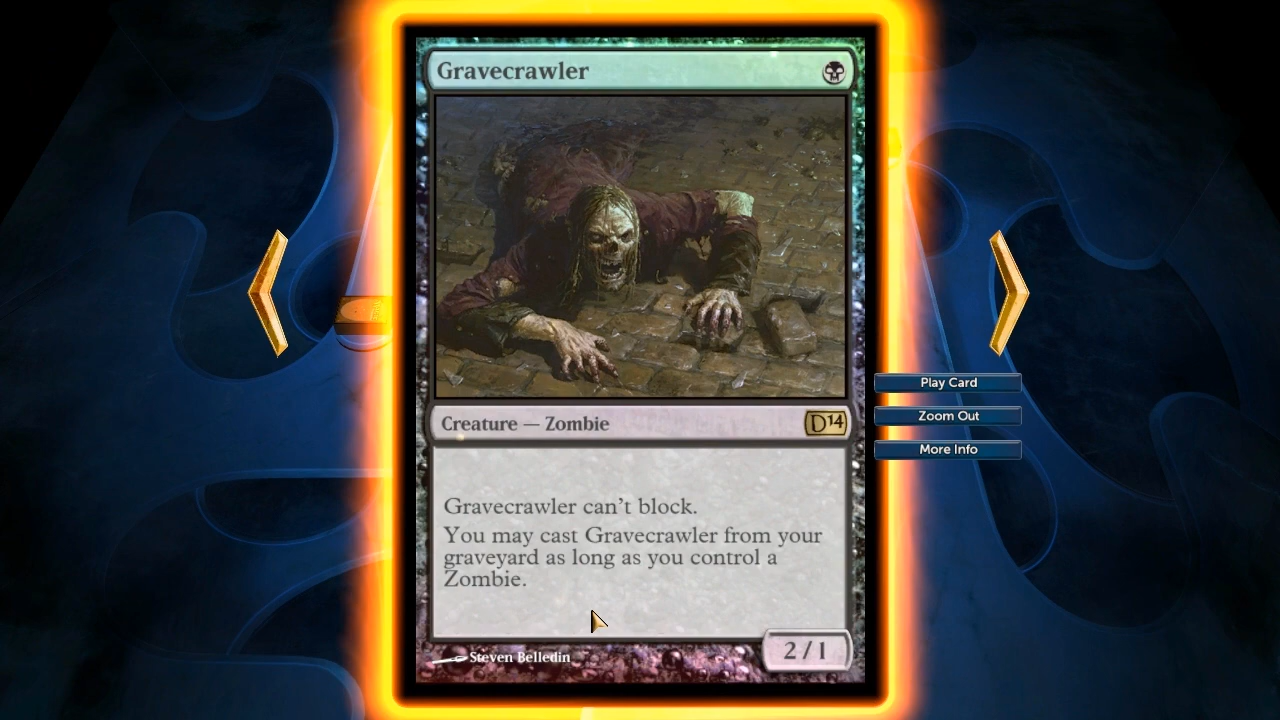 Gravecrawler
Creature — Zombie
D14
Gravecrawler can't block.
You may cast Gravecrawler from your
graveyard as long as you control a
Zombie.
2 / 1
Steven Belledin
Play Card
Zoom Out
More Info